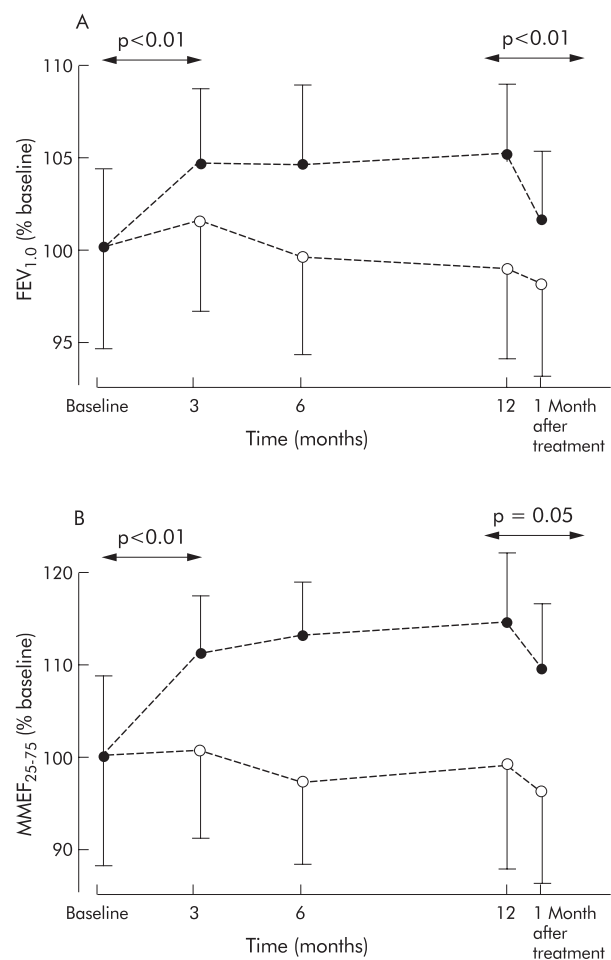 A
p<0.01
p<0.01
110
105
100
95
FEV1.0 (% baseline)
Baseline
3
6
12
1 Month
after
treatment
Time (months)
B
p<0.01
p = 0.05
120
110
100
90
MMEF25-75 (% baseline)
Baseline
3
6
12
1 Month
after
treatment
Time (months)